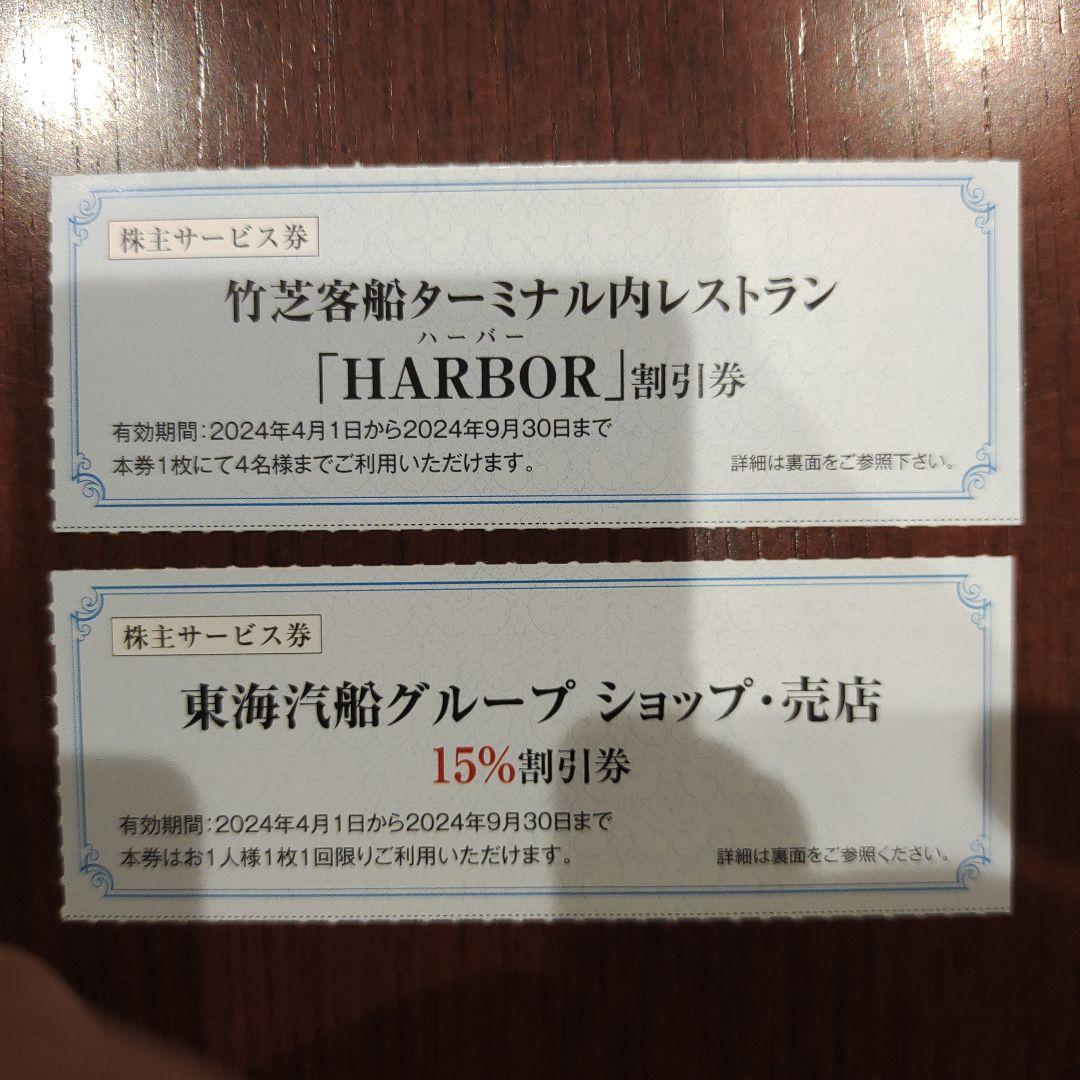 株主サービス券
竹芝客船ターミナル内レストラン
ハーバー
「HARBOR」割引券
有効期間：2024年4月1日から2024年9月30日まで
本券1枚にて4名様までご利用いただけます。
詳細は裏面をご参照下さい。
株主サービス券
東海汽船グループ ショップ・売店
15%割引券
有効期間：2024年4月1日から2024年9月30日まで
本券はお1人様1枚1回限りご利用いただけます。
詳細は裏面をご参照ください。